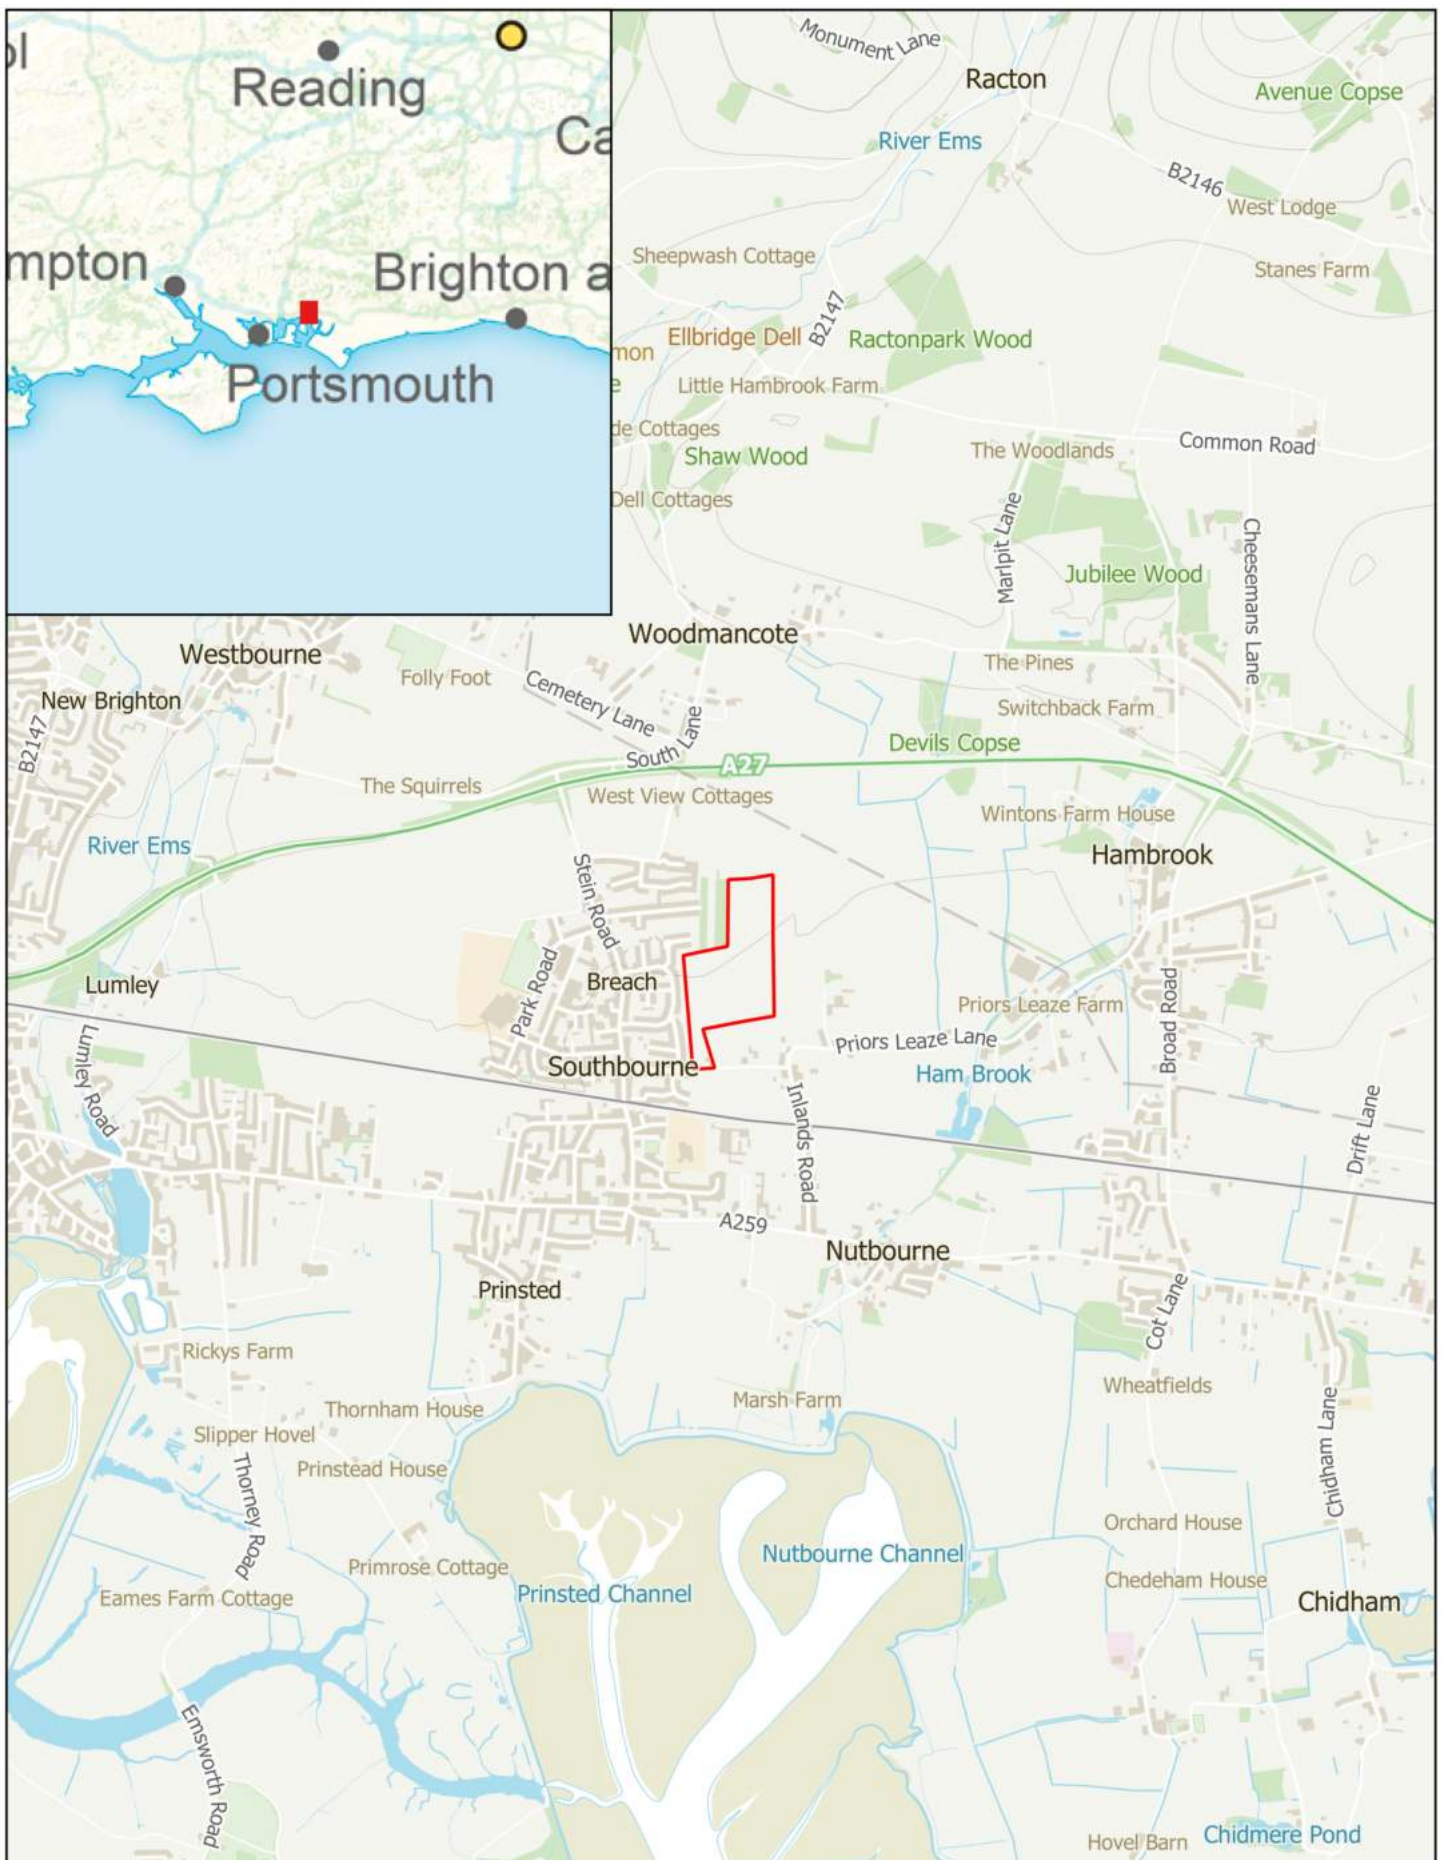 ol
Reading
Ca
mpton
Brighton a
Portsmouth
Monument Lane
Racton
Avenue Copse
River Ems
B2146
West Lodge
Sheepwash Cottage
Stanes Farm
B2147
Ellbridge Dell
Ractonpark Wood
mon
e
Little Hambrook Farm
de Cottages
Shaw Wood
The Woodlands
Common Road
Dell Cottages
Marlpit Lane
Cheesemans Lane
Jubilee Wood
Woodmancote
Westbourne
Folly Foot
The Pines
New Brighton
Cemetery Lane
Switchback Farm
B2147
South Lane
Devils Copse
A27
The Squirrels
West View Cottages
Wintons Farm House
River Ems
Hambrook
Stein Road
Lumley
Breach
Park Road
Priors Leaze Farm
Broad Road
Priors Leaze Lane
Southbourne
Ham Brook
Lumley Road
Inlands Road
Drift Lane
A259
Nutbourne
Prinsted
Cot Lane
Rickys Farm
Wheatfields
Marsh Farm
Thornham House
Slipper Hovel
Chidham Lane
Prinstead House
Thorney Road
Orchard House
Nutbourne Channel
Primrose Cottage
Prinsted Channel
Chedeham House
Eames Farm Cottage
Chidham
Emsworth Road
Hovel Barn
Chidmere Pond